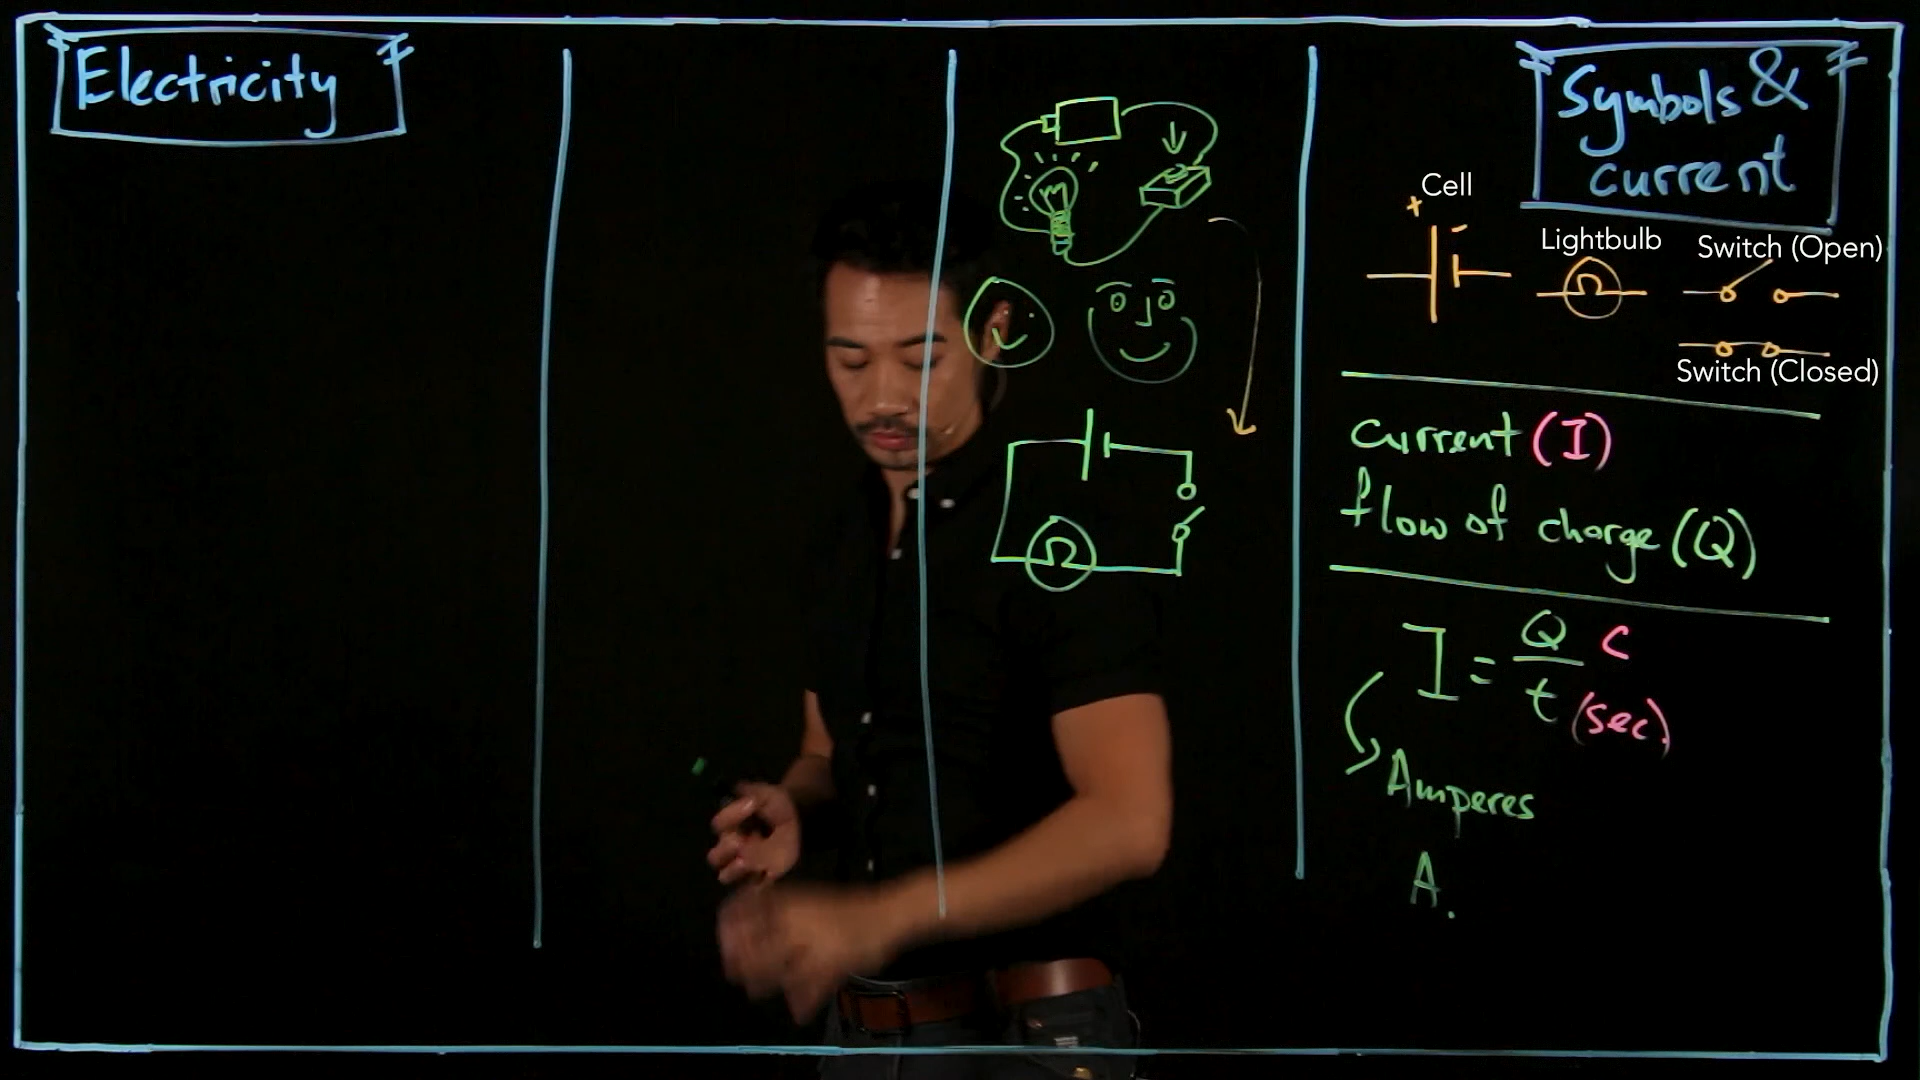 Electricity
Symbols &
current
Cell
+ -
Lightbulb
Switch (Open)
Switch (Closed)
current (I)
flow of charge (Q)
I = Q/t C (sec)
Amperes
A.